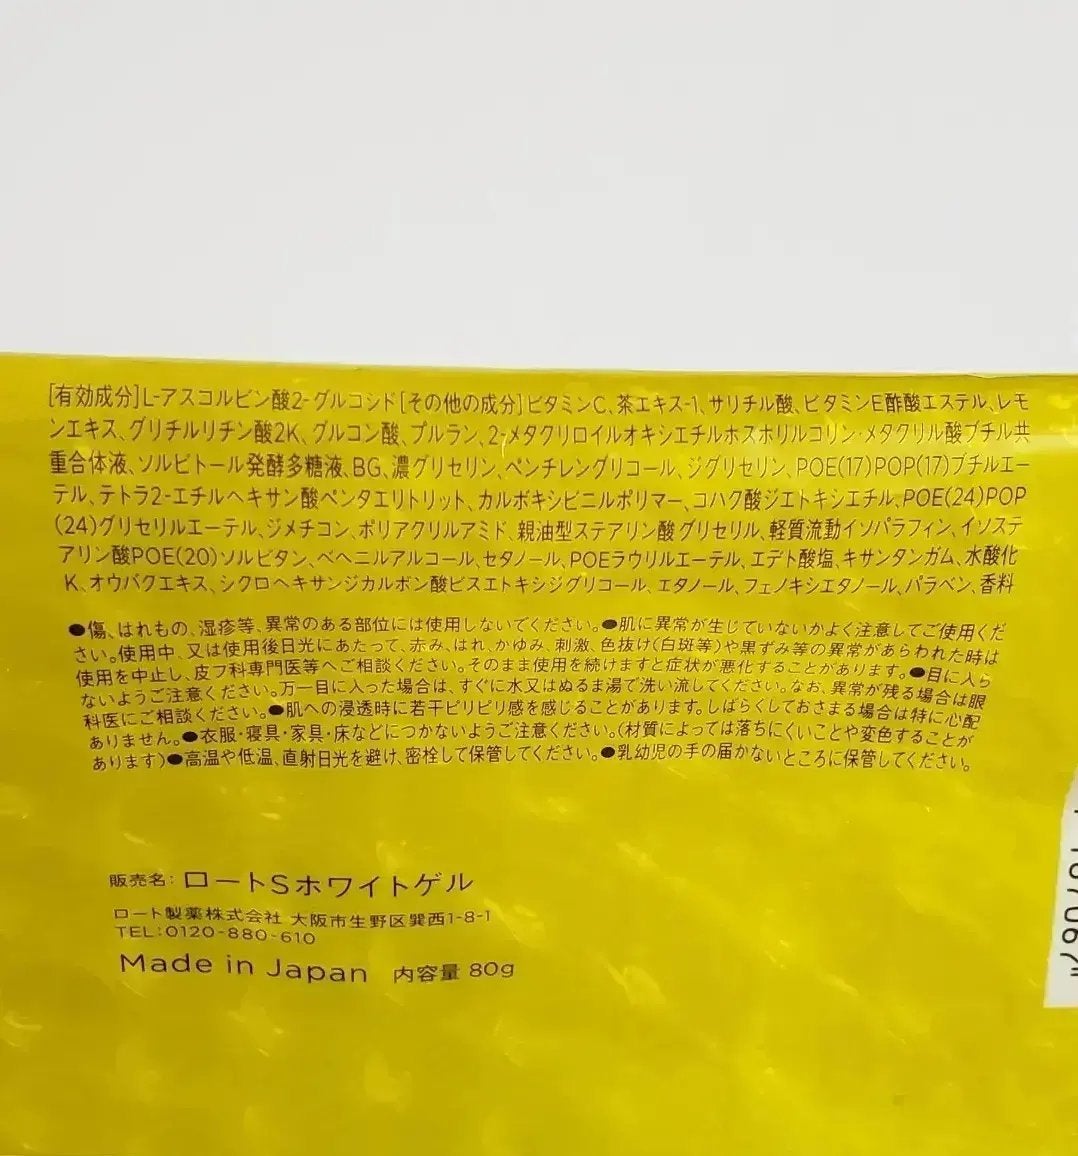 [有効成分]L-アスコルビン酸2-グルコシド[その他の成分]ビタミンC、茶エキス-1、サリチル酸、ビタミンE酢酸エステル、レモ
ンエキス、グリチルリチン酸2K、グルコン酸、プルラン、2-メタクリロイルオキシエチルホスホリルコリン・メタクリル酸ブチル共
重合体液、ソルビトール発酵多糖液、BG、濃グリセリン、ペンチレングリコール、ジグリセリン、POE(17)POP(17)ブチルエー
テル、テトラ2-エチルヘキサン酸ペンタエリトリット、カルボキシビニルポリマー、コハク酸ジエトキシエチル、POE(24)POP
(24)グリセリルエーテル、ジメチコン、ポリアクリルアミド、親油型ステアリン酸グリセリル、軽質流動イソパラフィン、イソステ
アリン酸POE(20)ソルビタン、ベヘニルアルコール、セタノール、POEラウリルエーテル、エデト酸塩、キサンタンガム、水酸化
K、オウバクエキス、シクロヘキサンジカルボン酸ビスエトキシジグリコール、エタノール、フェノキシエタノール、パラベン、香料
●傷、はれもの、湿疹等、異常のある部位には使用しないでください。●肌に異常が生じていないかよく注意してご使用くだ
さい。使用中、又は使用後日光にあたって、赤み、はれ、かゆみ、刺激、色抜け(白斑等)や黒ずみ等の異常があらわれた時は
使用を中止し、皮フ科専門医等へご相談ください。そのまま使用を続けますと症状が悪化することがあります。●目に入ら
ないようご注意ください。万一目に入った場合は、すぐに水又はぬるま湯で洗い流してください。なお、異常が残る場合は眼
科医にご相談ください。●肌への浸透時に若干ピリピリ感を感じることがあります。しばらくしておさまる場合は特に心配
ありません。●衣服・寝具・家具・床などにつかないようご注意ください。(材質によっては落ちにくいことや変色することが
あります)●高温や低温、直射日光を避け、密栓して保管してください。●乳幼児の手の届かないところに保管してください。
販売名：ロートSホワイトゲル
ロート製薬株式会社 大阪市生野区巽西1-8-1
TEL:0120-880-610
Made in Japan 内容量 80g